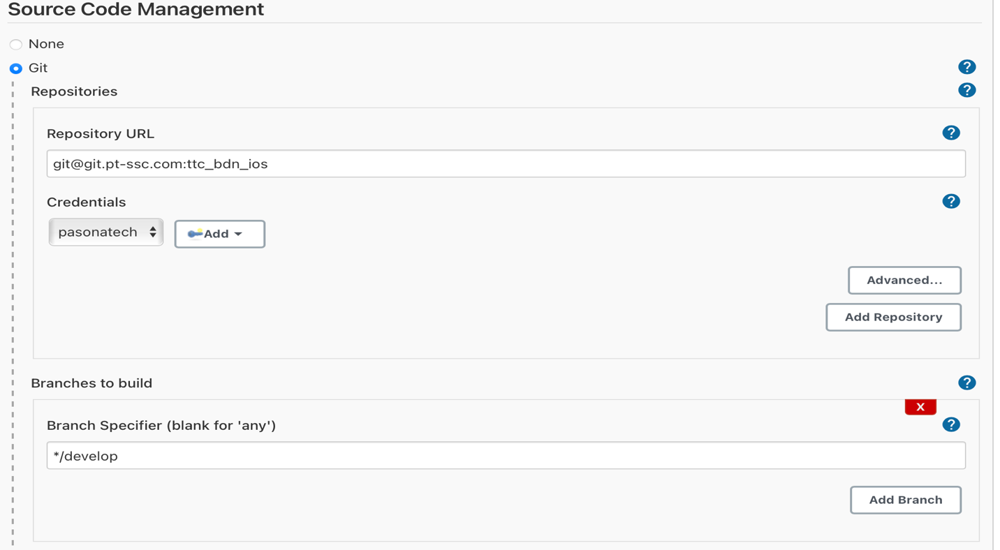 Source Code Management
None
Git
?
Repositories
?
Repository URL
?
git@git.pt-ssc.com:ttc_bdn_ios
Credentials
?
pasonatech
Add
Advanced...
Add Repository
Branches to build
?
X
Branch Specifier (blank for 'any')
?
*/develop
Add Branch